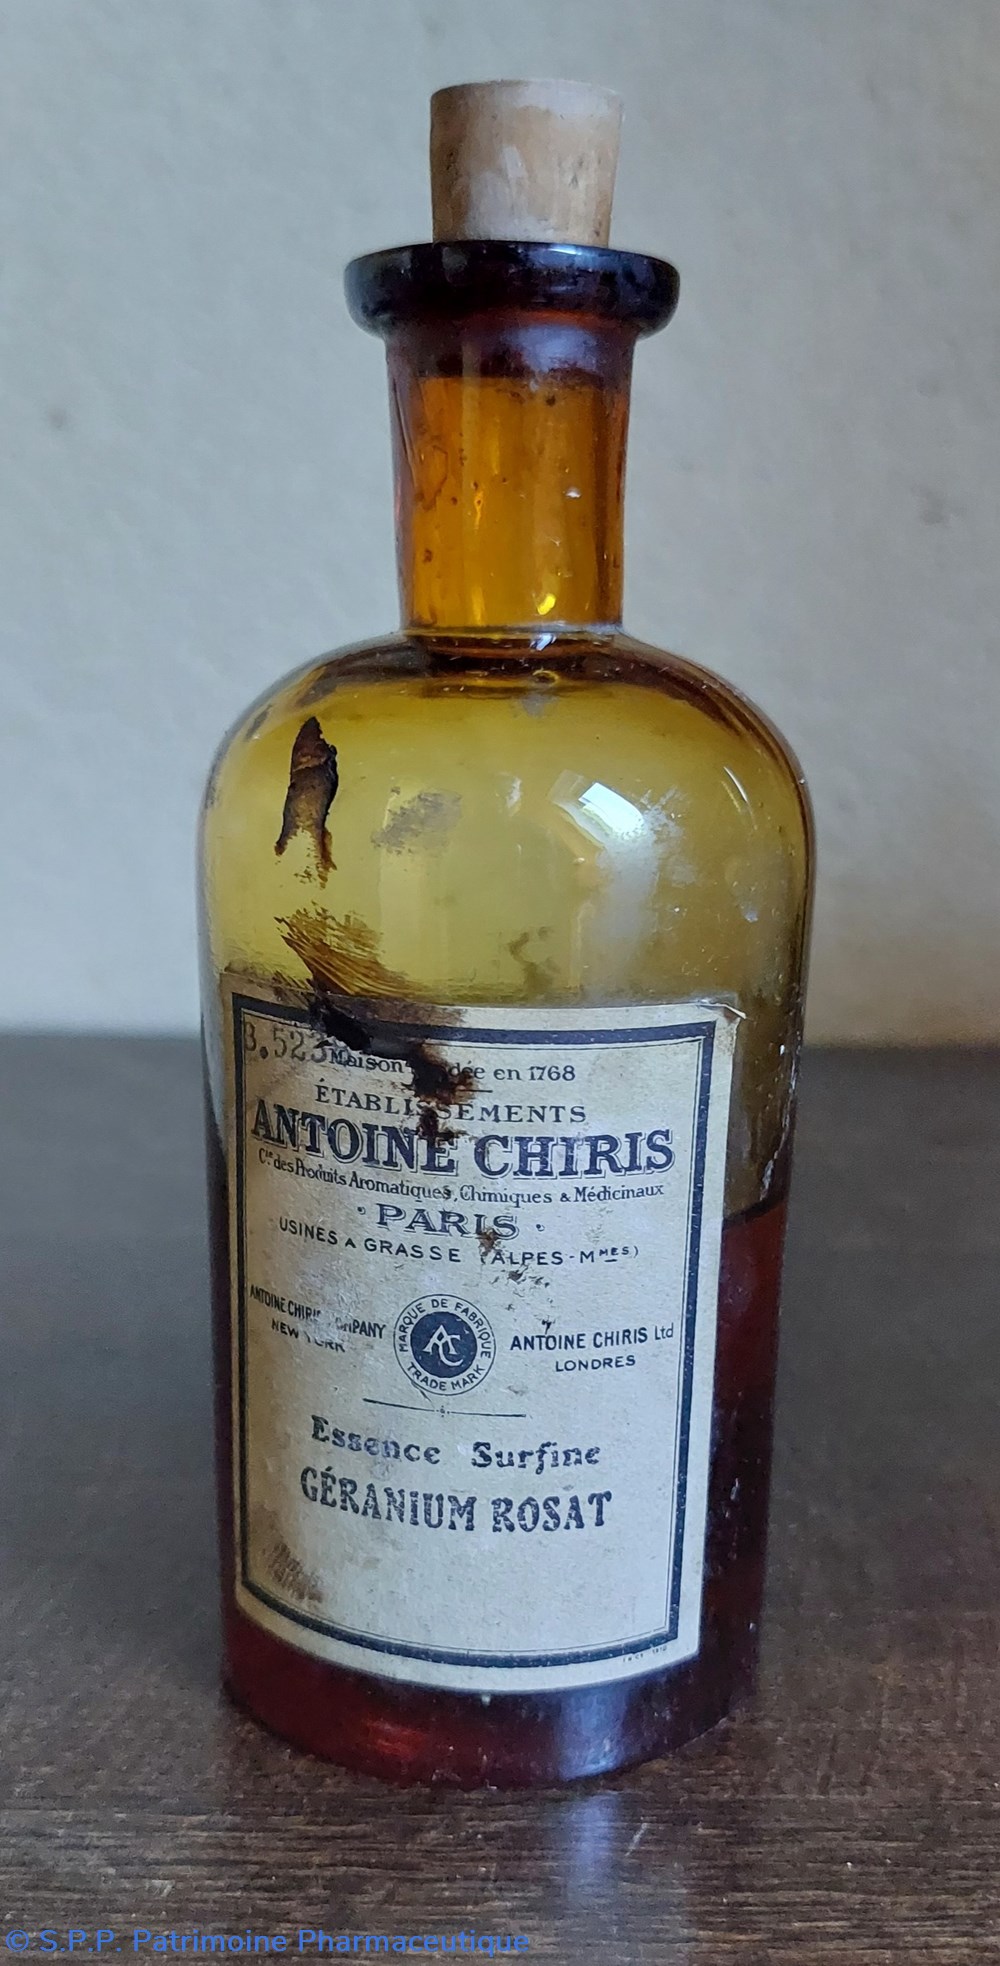 B.523
Maison en 1768
ÉTABLISSEMENTS
ANTOINE CHIRIS
Cie des Produits Aromatiques, Chimiques & Médicinaux
PARIS
USINES A GRASSE (ALPES-MMES)
ANTOINE CHIRIS COMPANY
NEW YORK
MARQUE DE FABRIQUE
AC
TRADE MARK
ANTOINE CHIRIS Ltd
LONDRES
Essence Surfine
GÉRANIUM ROSAT
© S.P.P. Patrimoine Pharmaceutique